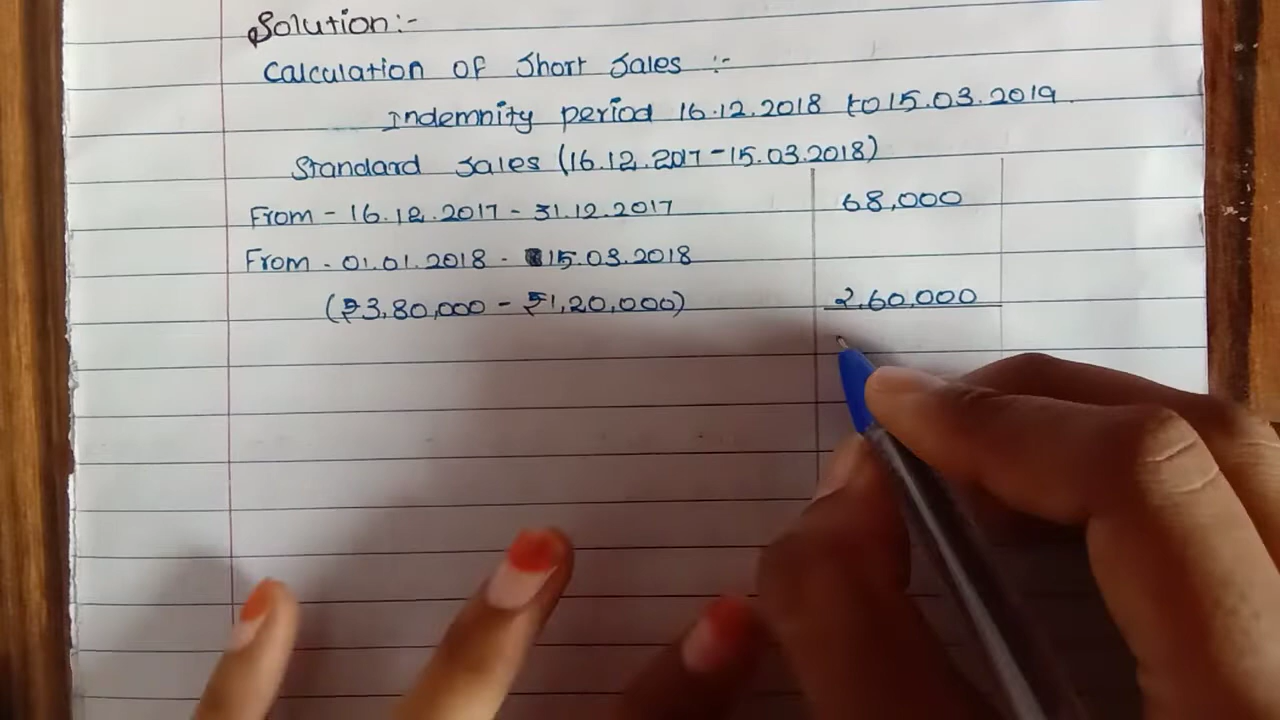 Solution:-
Calculation of Short Sales :-
Indemnity period 16.12.2018 to 15.03.2019
Standard Sales (16.12.2017 - 15.03.2018)
From - 16.12.2017 - 31.12.2017 68,000
From - 01.01.2018 - 15.03.2018
(₹3,80,000 - ₹1,20,000) 2,60,000